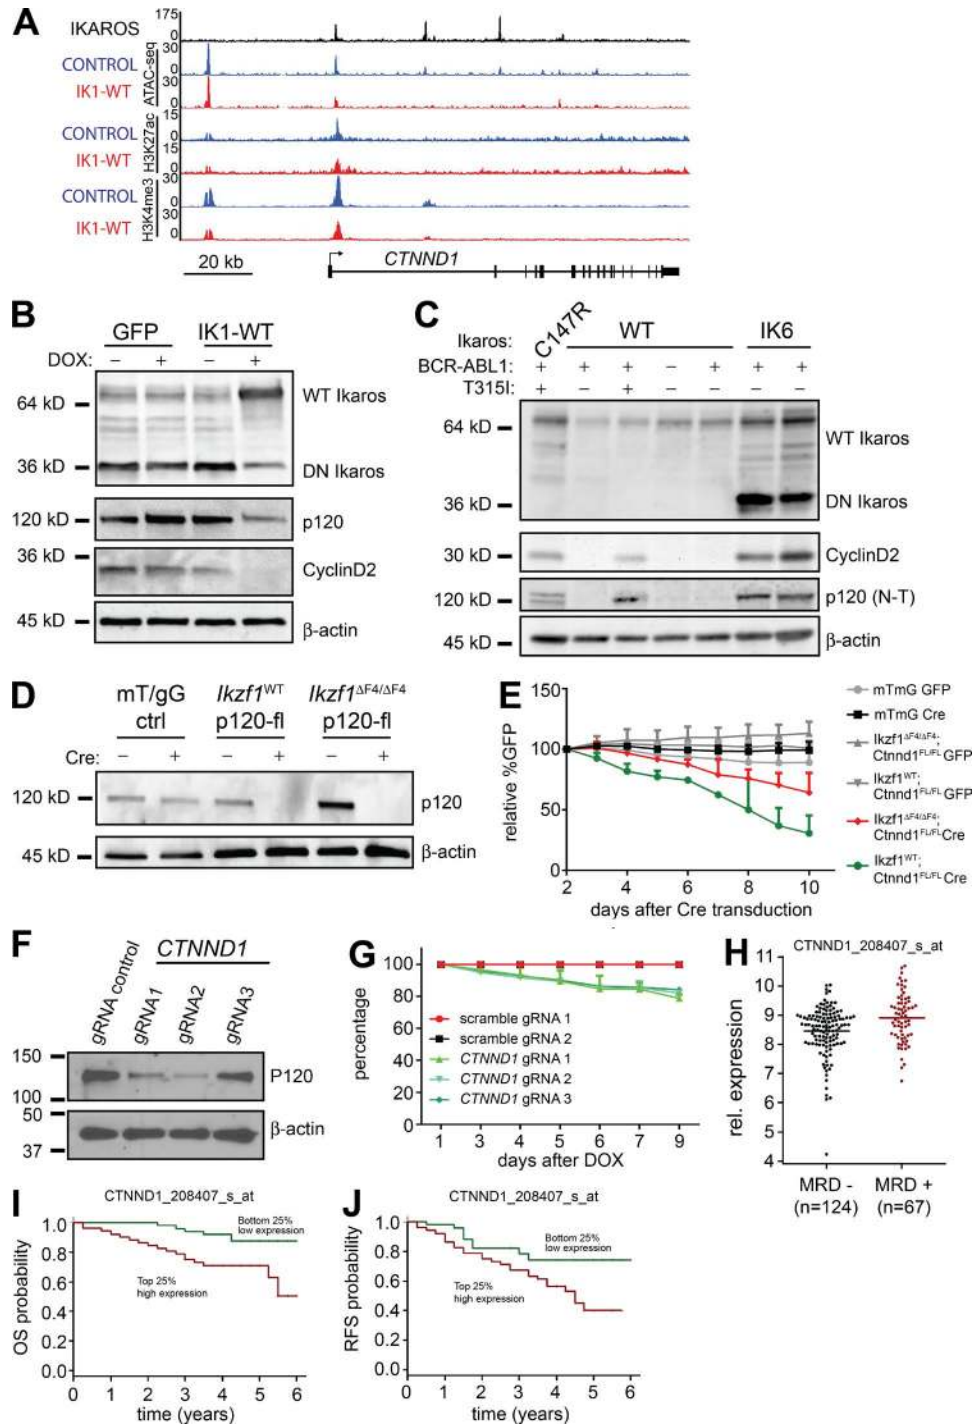 A
IKAROS
175
0
CONTROL
30
0
IK1-WT
30
0
ATAC-seq
CONTROL
15
0
IK1-WT
15
0
H3K27ac
CONTROL
30
0
IK1-WT
30
0
H3K4me3
20 kb
CTNND1
B
GFP IK1-WT
DOX: – + – +
64 kD
WT Ikaros
36 kD
DN Ikaros
120 kD
p120
36 kD
CyclinD2
45 kD
β-actin
C
Ikaros: C147R WT IK6
BCR-ABL1: + + + – + + +
T315I: + – + – – – –
64 kD
WT Ikaros
36 kD
DN Ikaros
30 kD
CyclinD2
120 kD
p120 (N-T)
45 kD
β-actin
D
mT/gG ctrl
Ikzf1WT p120-fl
Ikzf1ΔF4/ΔF4 p120-fl
Cre: – + – + – +
120 kD
p120
45 kD
β-actin
E
relative %GFP
150
100
50
0
2 4 6 8 10
days after Cre transduction
mTmG GFP
mTmG Cre
Ikzf1ΔF4/ΔF4;
Ctnnd1FL/FL GFP
Ikzf1WT;
Ctnnd1FL/FL GFP
Ikzf1ΔF4/ΔF4;
Ctnnd1FL/FL Cre
Ikzf1WT;
Ctnnd1FL/FL Cre
F
CTNND1
gRNA control
gRNA1
gRNA2
gRNA3
150
100
P120
50
37
β-actin
G
percentage
100
80
60
40
20
0
scramble gRNA 1
scramble gRNA 2
CTNND1 gRNA 1
CTNND1 gRNA 2
CTNND1 gRNA 3
1 3 4 5 6 7 9
days after DOX
H
CTNND1_208407_s_at
rel. expression
11
10
9
8
7
6
5
4
MRD - MRD +
(n=124) (n=67)
I
CTNND1_208407_s_at
OS probability
1.0
0.8
0.6
0.4
0.2
0.0
Bottom 25%
low expression
Top 25%
high expression
0 1 2 3 4 5 6
time (years)
J
CTNND1_208407_s_at
RFS probability
1.0
0.8
0.6
0.4
0.2
0.0
Bottom 25%
low expression
Top 25%
high expression
0 1 2 3 4 5 6
time (years)